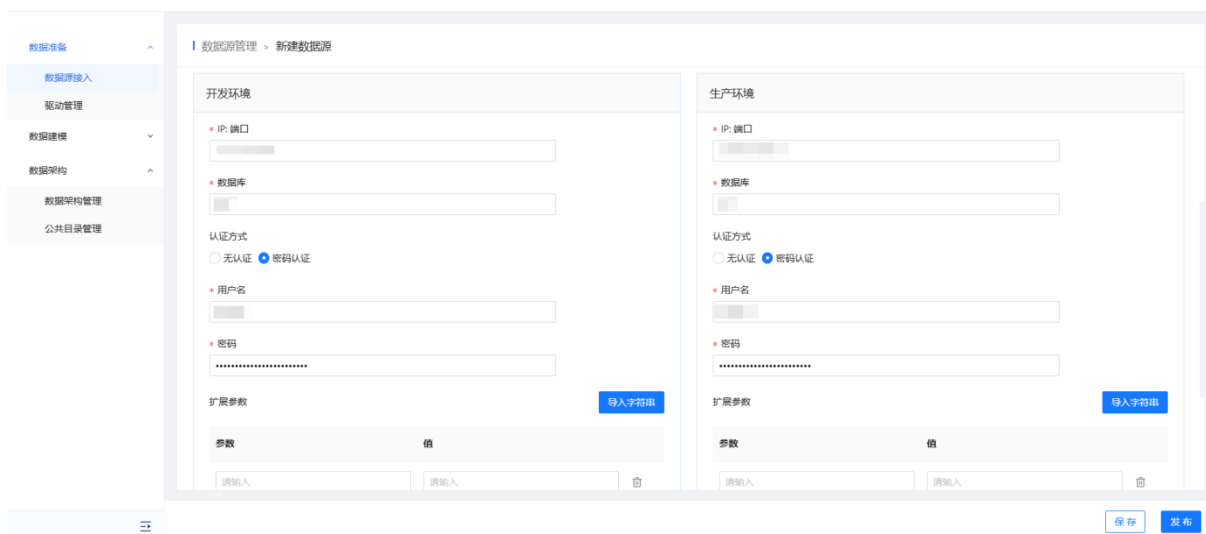 数据准备
数据源接入
驱动管理
数据建模
数据架构
数据架构管理
公共目录管理
数据源管理 > 新建数据源
开发环境
* IP: 端口
* 数据库
认证方式
无认证 密码认证
* 用户名
* 密码
••••••••••••••••••••••••
扩展参数 导入字符串
参数 值
请输入 请输入
生产环境
* IP: 端口
* 数据库
认证方式
无认证 密码认证
* 用户名
* 密码
••••••••••••••••••••••••
扩展参数 导入字符串
参数 值
请输入 请输入
保存 发布